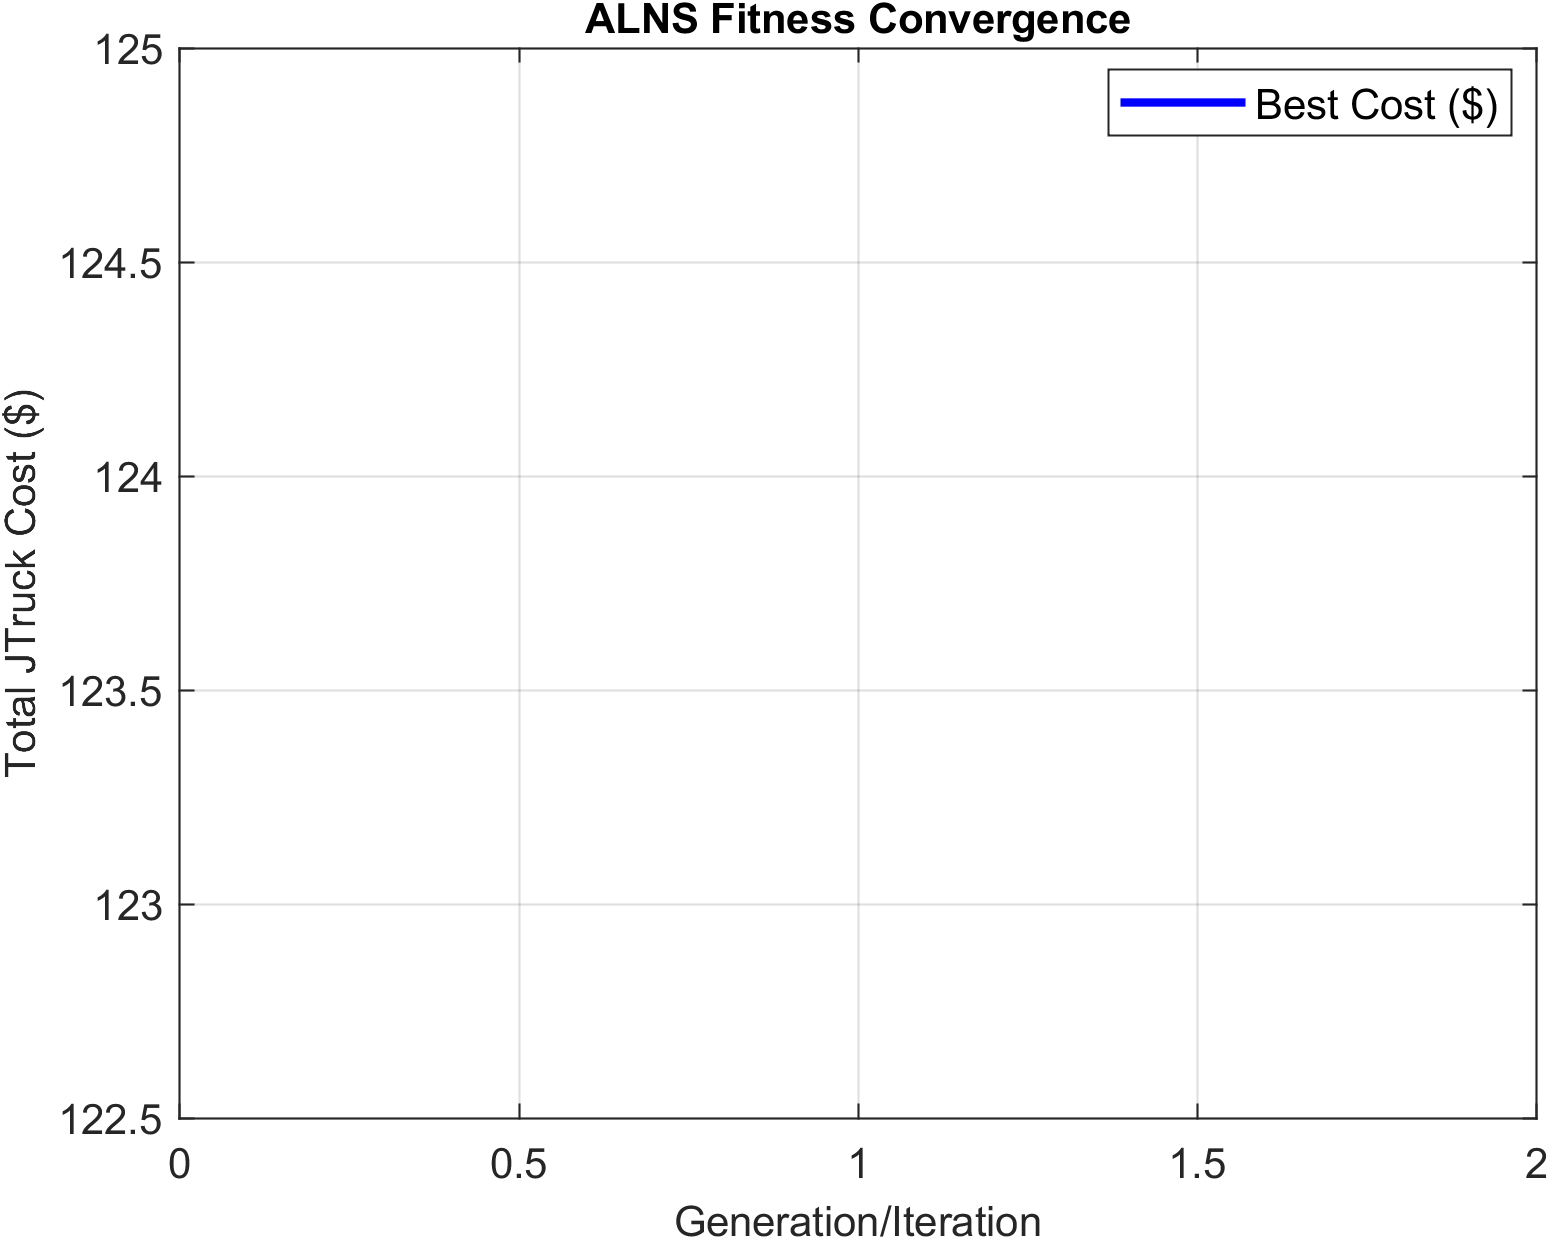 ALNS Fitness Convergence
125
124.5
124
123.5
123
122.5
Total JTruck Cost ($)
Best Cost ($)
0 0.5 1 1.5 2
Generation/Iteration